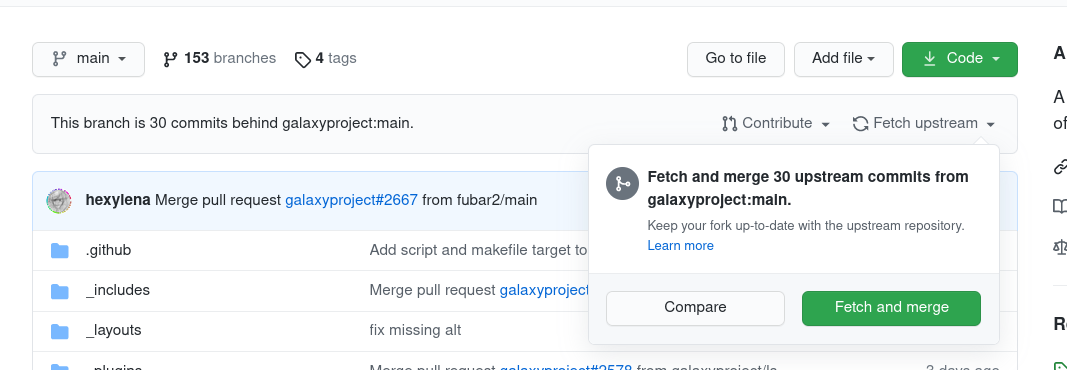 main 153 branches 4 tags Go to file Add file Code
A
This branch is 30 commits behind galaxyproject:main. Contribute Fetch upstream
A
of
Fetch and merge 30 upstream commits from
galaxyproject:main.
Keep your fork up-to-date with the upstream repository.
Learn more
Compare Fetch and merge
hexylena Merge pull request galaxyproject#2667 from fubar2/main
.github Add script and makefile target to
_includes Merge pull request galaxyproject
_layouts fix missing alt
_plugins Merge pull request galaxyproject#2578 from galaxyproject/ 3 days ago